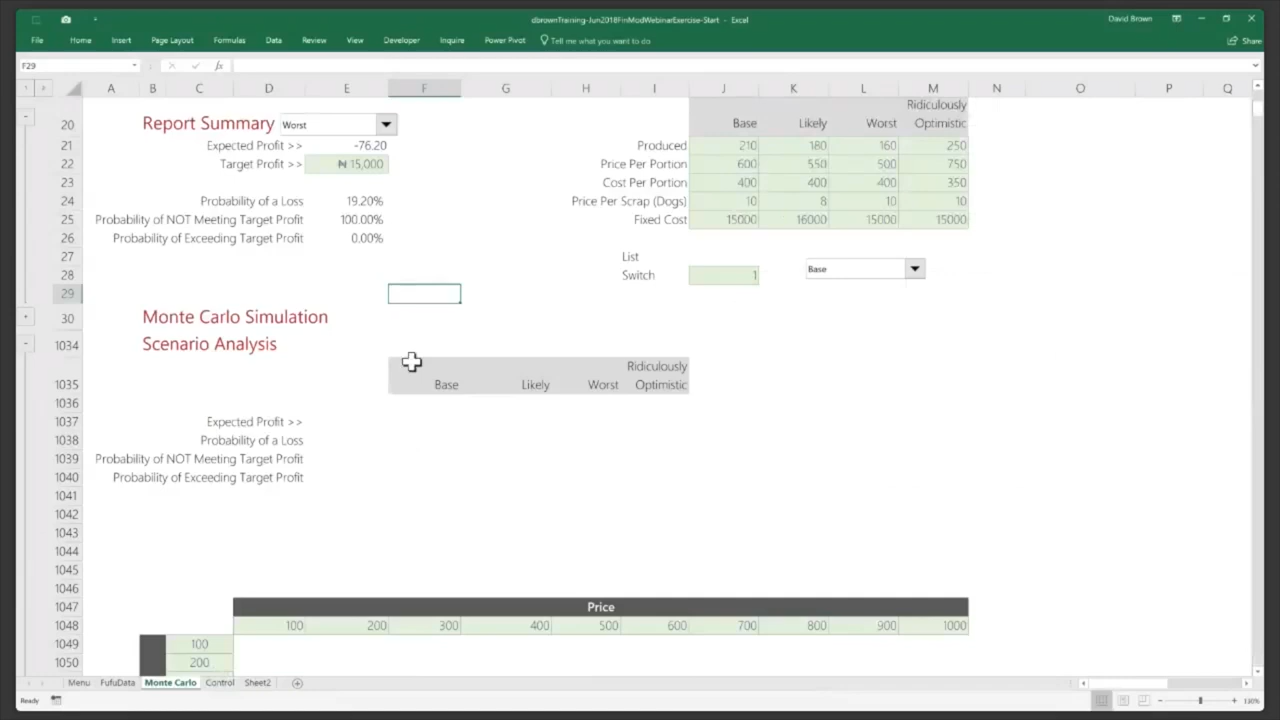 dbrownTraining-Jun2018FinModWebinarExercise-Start - Excel
David Brown
File Home Insert Page Layout Formulas Data Review View Developer Inquire Power Pivot Tell me what you want to do Share
F29 fx
A B C D E F G H I J K L M N O P Q
20 Report Summary Worst Base Likely Worst Ridiculously Optimistic
21 Expected Profit >> -76.20 Produced 210 180 160 250
22 Target Profit >> ₦ 15,000 Price Per Portion 600 550 500 750
23 Cost Per Portion 400 400 400 350
24 Probability of a Loss 19.20% Price Per Scrap (Dogs) 10 8 10 10
25 Probability of NOT Meeting Target Profit 100.00% Fixed Cost 15000 16000 15000 15000
26 Probability of Exceeding Target Profit 0.00%
27 List
28 Switch 1 Base
29
30 Monte Carlo Simulation
1034 Scenario Analysis
1035 Base Likely Worst Ridiculously Optimistic
1036
1037 Expected Profit >>
1038 Probability of a Loss
1039 Probability of NOT Meeting Target Profit
1040 Probability of Exceeding Target Profit
1041
1042
1043
1044
1045
1046
1047 Price
1048 100 200 300 400 500 600 700 800 900 1000
1049 100
1050 200
Menu FufuData Monte Carlo Control Sheet2
Ready 130%